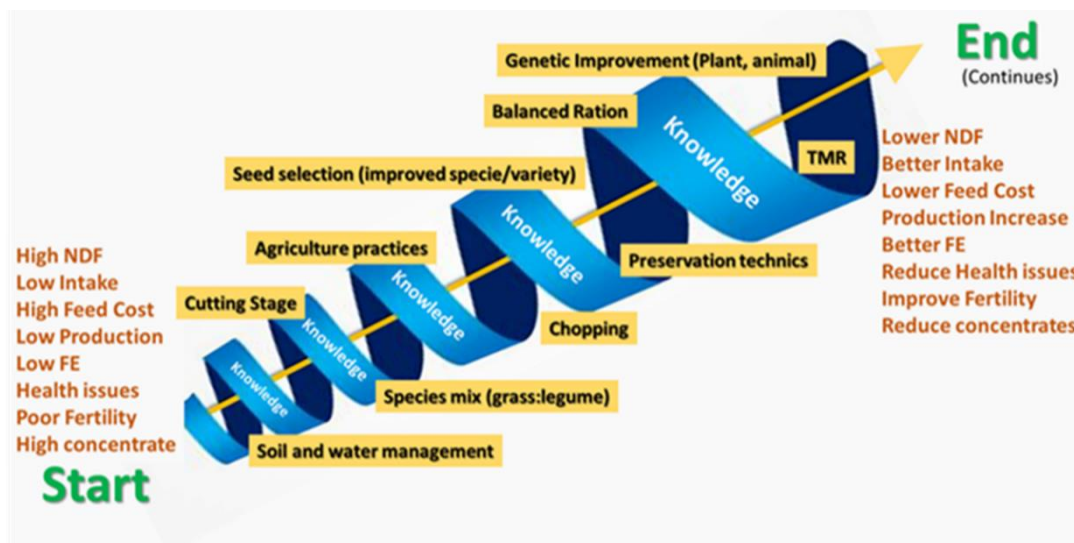 End
(Continues)
Genetic Improvement (Plant, animal)
Balanced Ration
Knowledge
TMR
Lower NDF
Better Intake
Lower Feed Cost
Production Increase
Better FE
Reduce Health issues
Improve Fertility
Reduce concentrates
Seed selection (improved specie/variety)
Knowledge
Preservation technics
Agriculture practices
Knowledge
Chopping
Cutting Stage
Knowledge
Species mix (grass:legume)
Knowledge
Soil and water management
High NDF
Low Intake
High Feed Cost
Low Production
Low FE
Health issues
Poor Fertility
High concentrate
Start